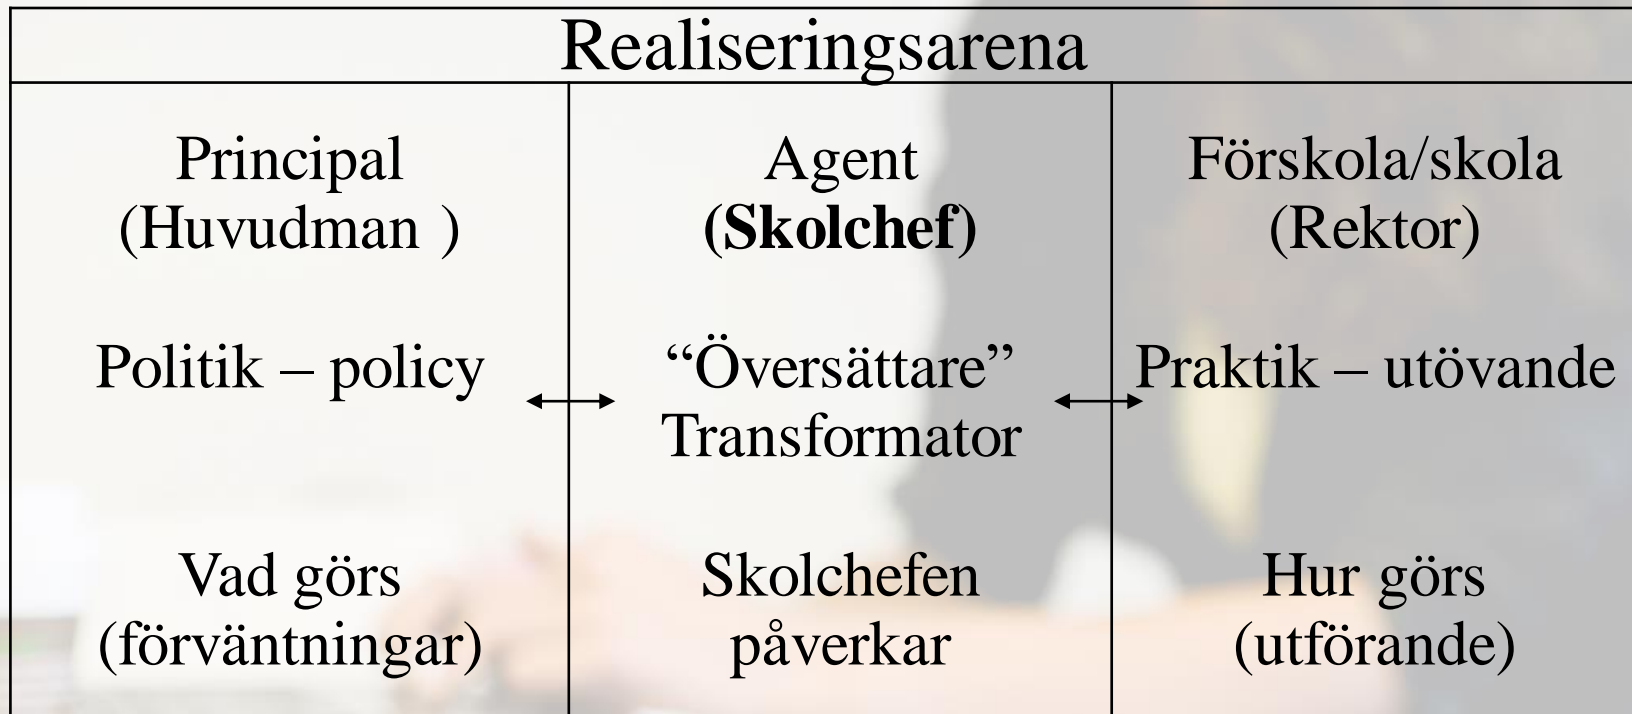 Realiseringsarena
Principal
(Huvudman )
Politik – policy
Vad görs
(förväntningar)
Agent
(Skolchef)
“Översättare”
Transformator
Skolchefen
påverkar
Förskola/skola
(Rektor)
Praktik – utövande
Hur görs
(utförande)